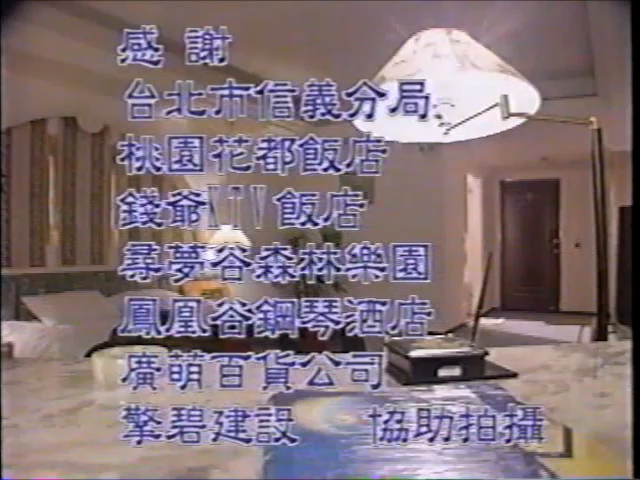 感謝
台北市信義分局
桃園花都飯店
錢爺KTV飯店
尋夢谷森林樂園
鳳凰谷鋼琴酒店
廣萌百貨公司
擎碧建設 協助拍攝